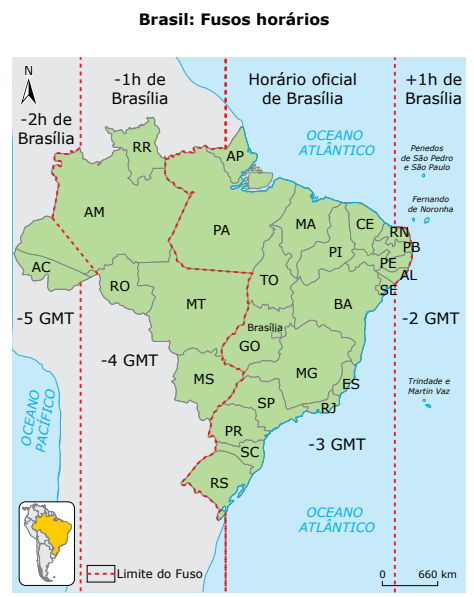 Brasil: Fusos horários
N
-2h de
Brasília
-1h de
Brasília
Horário oficial
de Brasília
+1h de
Brasília
OCEANO
ATLÂNTICO
Penedos
de São Pedro
e São Paulo
Fernando
de Noronha
RR
AP
AM
PA
MA
CE
RN
PB
PI
PE
AL
SE
AC
RO
TO
MT
BA
Brasília
GO
MG
ES
MS
SP
RJ
PR
SC
RS
-5 GMT
-4 GMT
-3 GMT
-2 GMT
Trindade e
Martin Vaz
OCEANO
PACÍFICO
OCEANO
ATLÂNTICO
Limite do Fuso
0 660 km